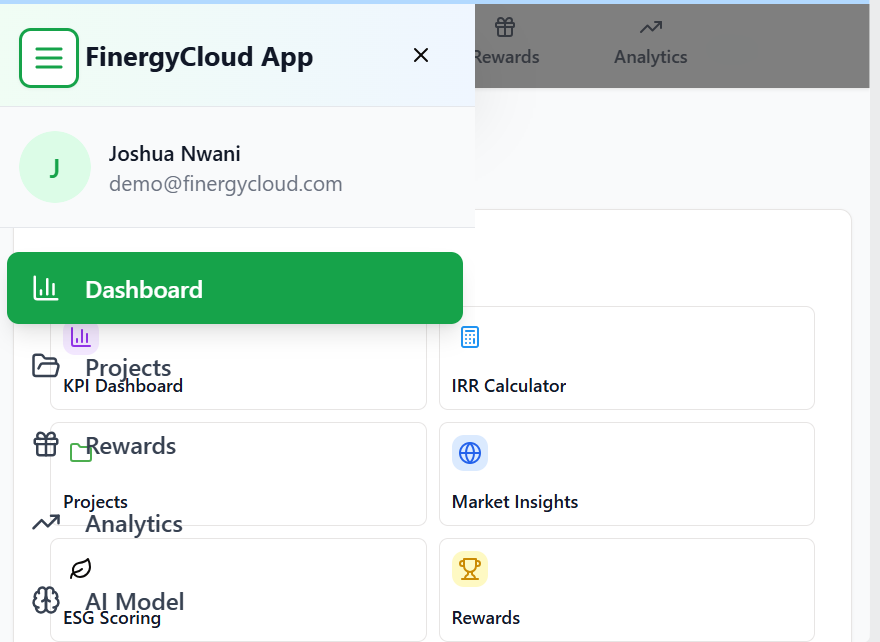 FinergyCloud App
Rewards
Analytics
J
Joshua Nwani
demo@finergycloud.com
Dashboard
Projects
KPI Dashboard
IRR Calculator
Rewards
Projects
Market Insights
Analytics
AI Model
ESG Scoring
Rewards